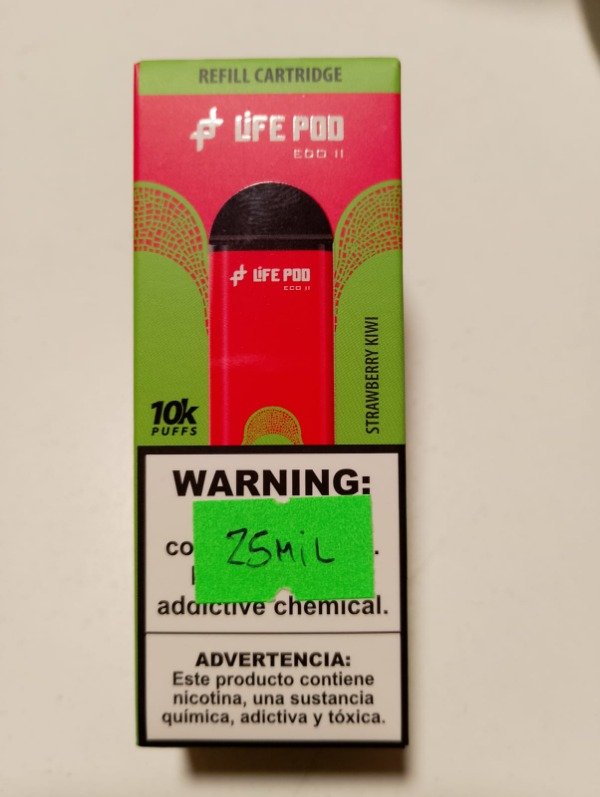 REFILL CARTRIDGE
LIFE POD
ECO II
LIFE POD
ECO II
STRAWBERRY KIWI
10k
PUFFS
WARNING:
25MiL
addictive chemical.
ADVERTENCIA:
Este producto contiene
nicotina, una sustancia
química, adictiva y tóxica.